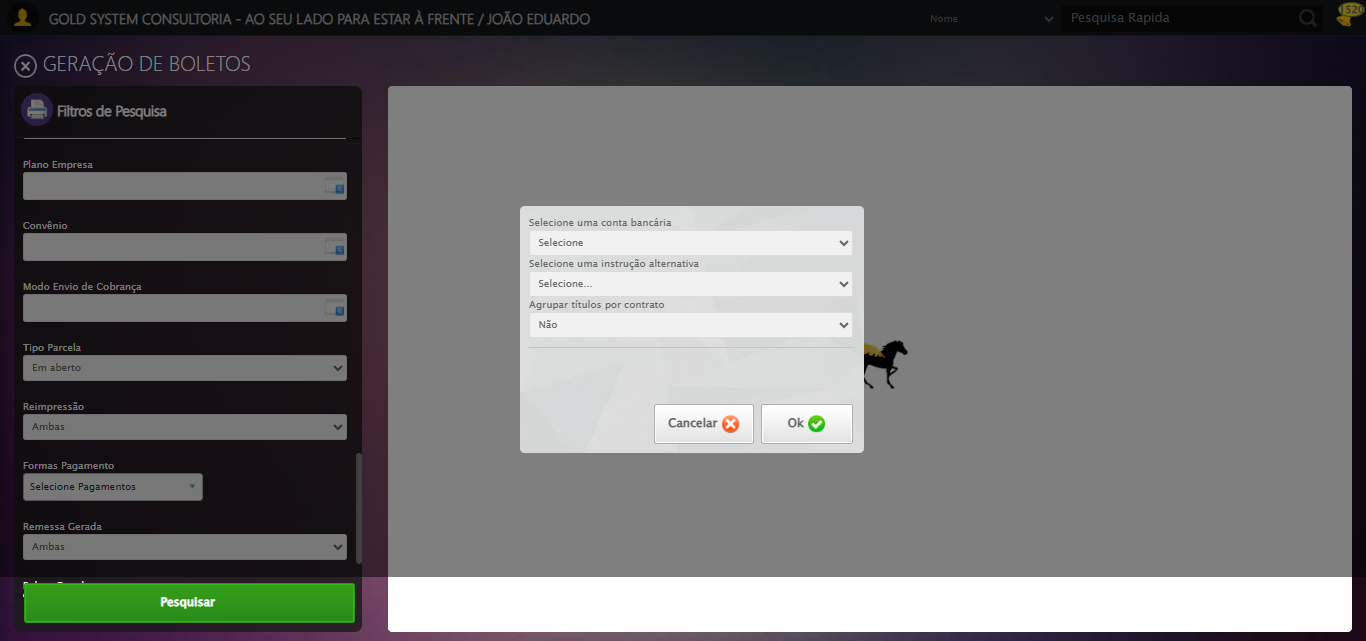 GOLD SYSTEM CONSULTORIA - AO SEU LADO PARA ESTAR À FRENTE / JOÃO EDUARDO
Nome
Pesquisa Rapida
1520
GERAÇÃO DE BOLETOS
Filtros de Pesquisa
Plano Empresa
Convênio
Modo Envio de Cobrança
Tipo Parcela
Em aberto
Reimpressão
Ambas
Formas Pagamento
Selecione Pagamentos
Remessa Gerada
Ambas
Pesquisar
Selecione uma conta bancária
Selecione
Selecione uma instrução alternativa
Selecione...
Agrupar títulos por contrato
Não
Cancelar
Ok